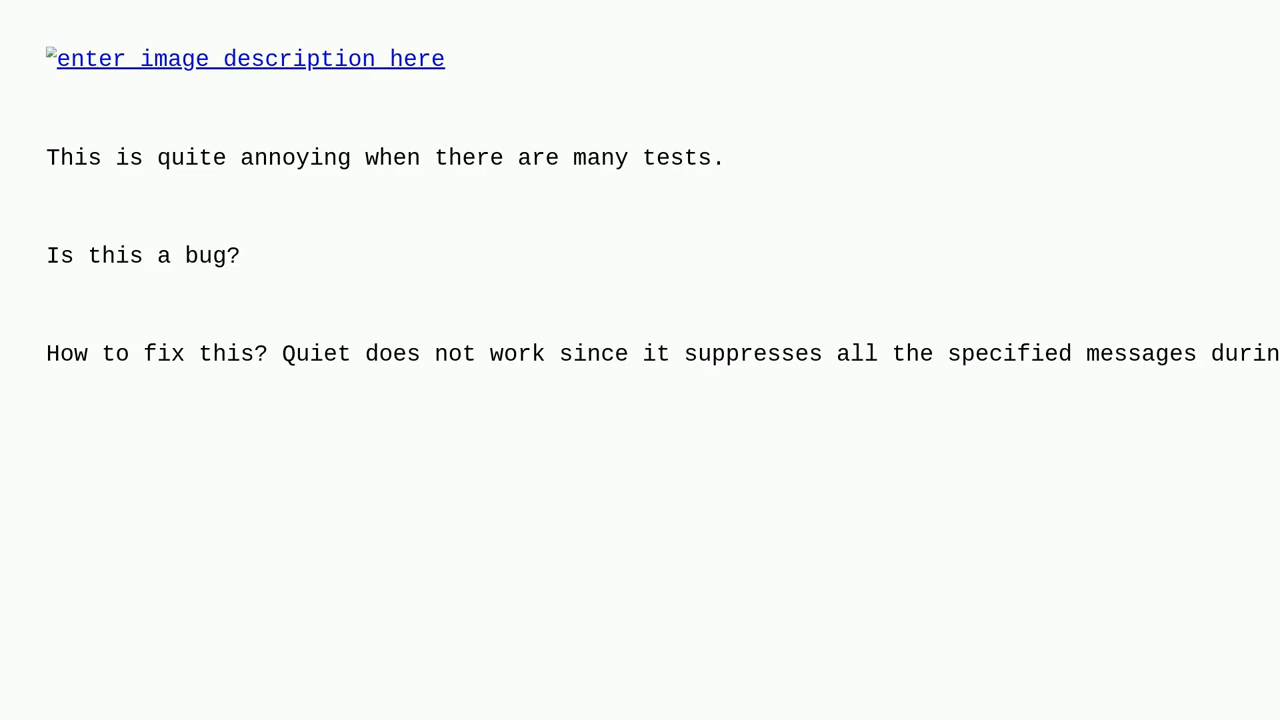 enter image description here
This is quite annoying when there are many tests.
Is this a bug?
How to fix this? Quiet does not work since it suppresses all the specified messages durin